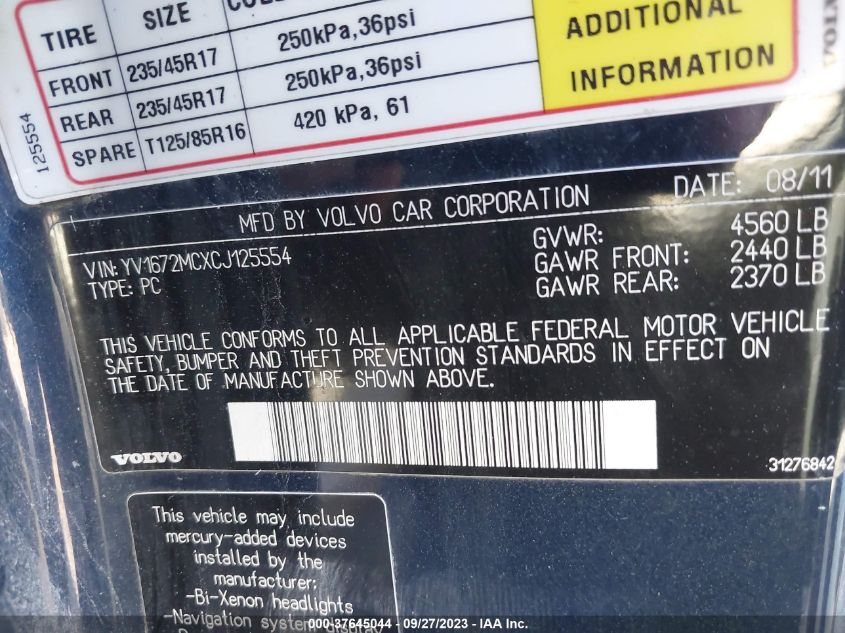 TIRE SIZE
FRONT 235/45R17 250kPa,36psi
REAR 235/45R17 250kPa,36psi
SPARE T125/85R16 420 kPa, 61
ADDITIONAL
INFORMATION
VOLVO
125554
MFD BY VOLVO CAR CORPORATION DATE: 08/11
VIN: YV1672MCXCJ125554
TYPE: PC
GVWR: 4560 LB
GAWR FRONT: 2440 LB
GAWR REAR: 2370 LB
THIS VEHICLE CONFORMS TO ALL APPLICABLE FEDERAL MOTOR VEHICLE
SAFETY, BUMPER AND THEFT PREVENTION STANDARDS IN EFFECT ON
THE DATE OF MANUFACTURE SHOWN ABOVE.
VOLVO
31276842
This vehicle may include
mercury-added devices
installed by the
manufacturer:
-Bi-Xenon headlights
-Navigation system display
000-37645044 / 09/27/2023 - IAA Inc.